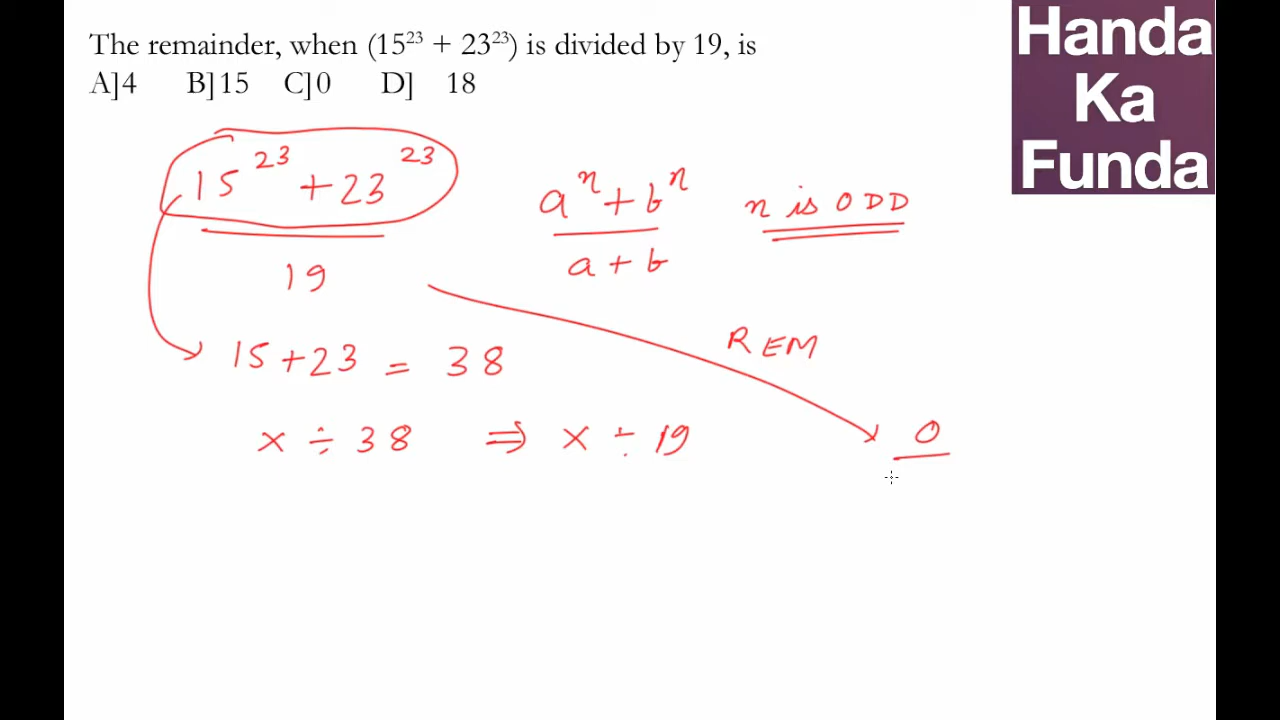 The remainder, when (15²³ + 23²³) is divided by 19, is
A]4 B]15 C]0 D] 18
Handa
Ka
Funda
15²³ + 23²³
19
aⁿ + bⁿ
a + b
n is ODD
REM
15 + 23 = 38
x ÷ 38 ⇒ x ÷ 19
0